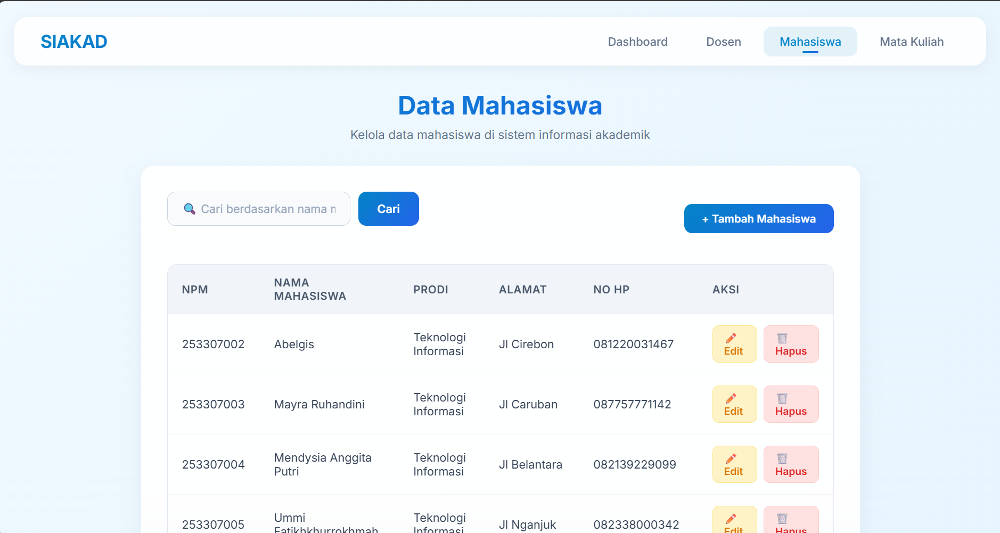 SIAKAD
Dashboard
Dosen
Mahasiswa
Mata Kuliah
Data Mahasiswa
Kelola data mahasiswa di sistem informasi akademik
Cari berdasarkan nama n
Cari
+ Tambah Mahasiswa
NPM
NAMA
MAHASISWA
PRODI
ALAMAT
NO HP
AKSI
253307002
Abelgis
Teknologi
Informasi
Jl Cirebon
081220031467
Edit
Hapus
253307003
Mayra Ruhandini
Teknologi
Informasi
Jl Caruban
087757771142
Edit
Hapus
253307004
Mendysia Anggita
Putri
Teknologi
Informasi
Jl Belantara
082139229099
Edit
Hapus
253307005
Ummi
Fatikhkhurrokhmah
Teknologi
Informasi
Jl Nganjuk
082338000342
Edit
Hapus